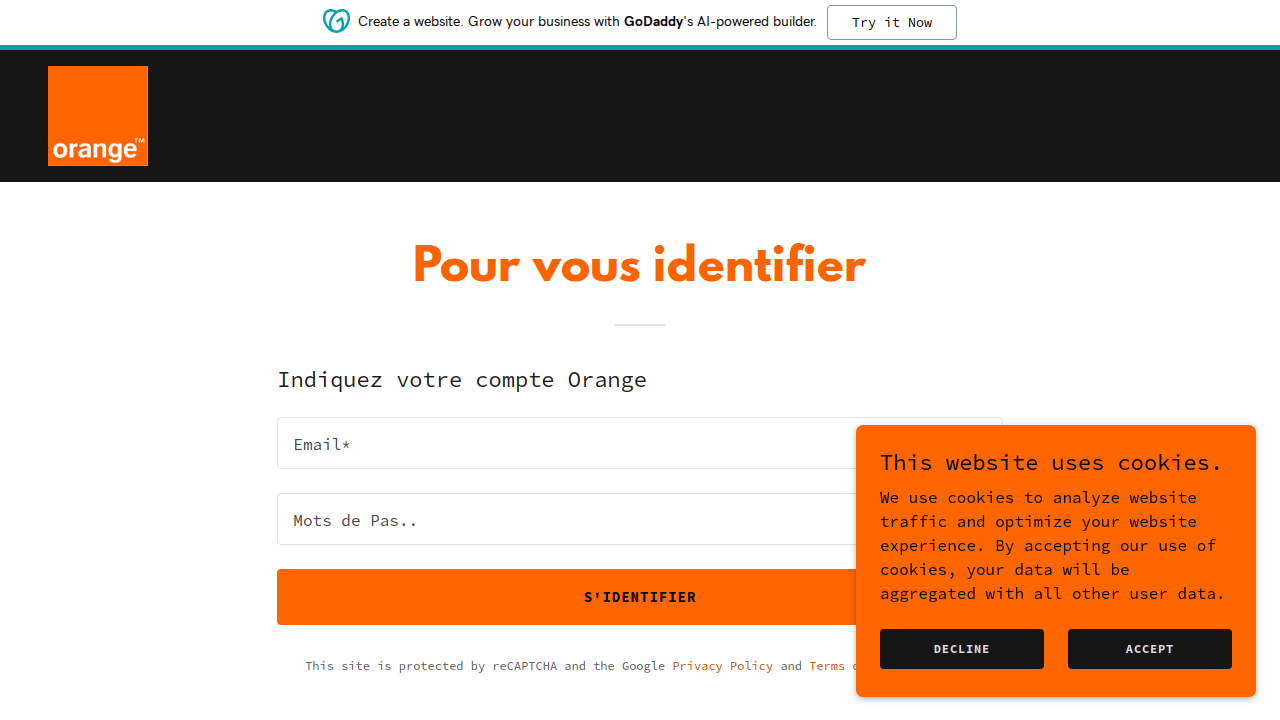 Create a website. Grow your business with GoDaddy's AI-powered builder.
Try it Now
orange™
Pour vous identifier
Indiquez votre compte Orange
Email*
Mots de Pas..
S'IDENTIFIER
This site is protected by reCAPTCHA and the Google Privacy Policy and Terms
This website uses cookies.
We use cookies to analyze website
traffic and optimize your website
experience. By accepting our use of
cookies, your data will be
aggregated with all other user data.
DECLINE
ACCEPT